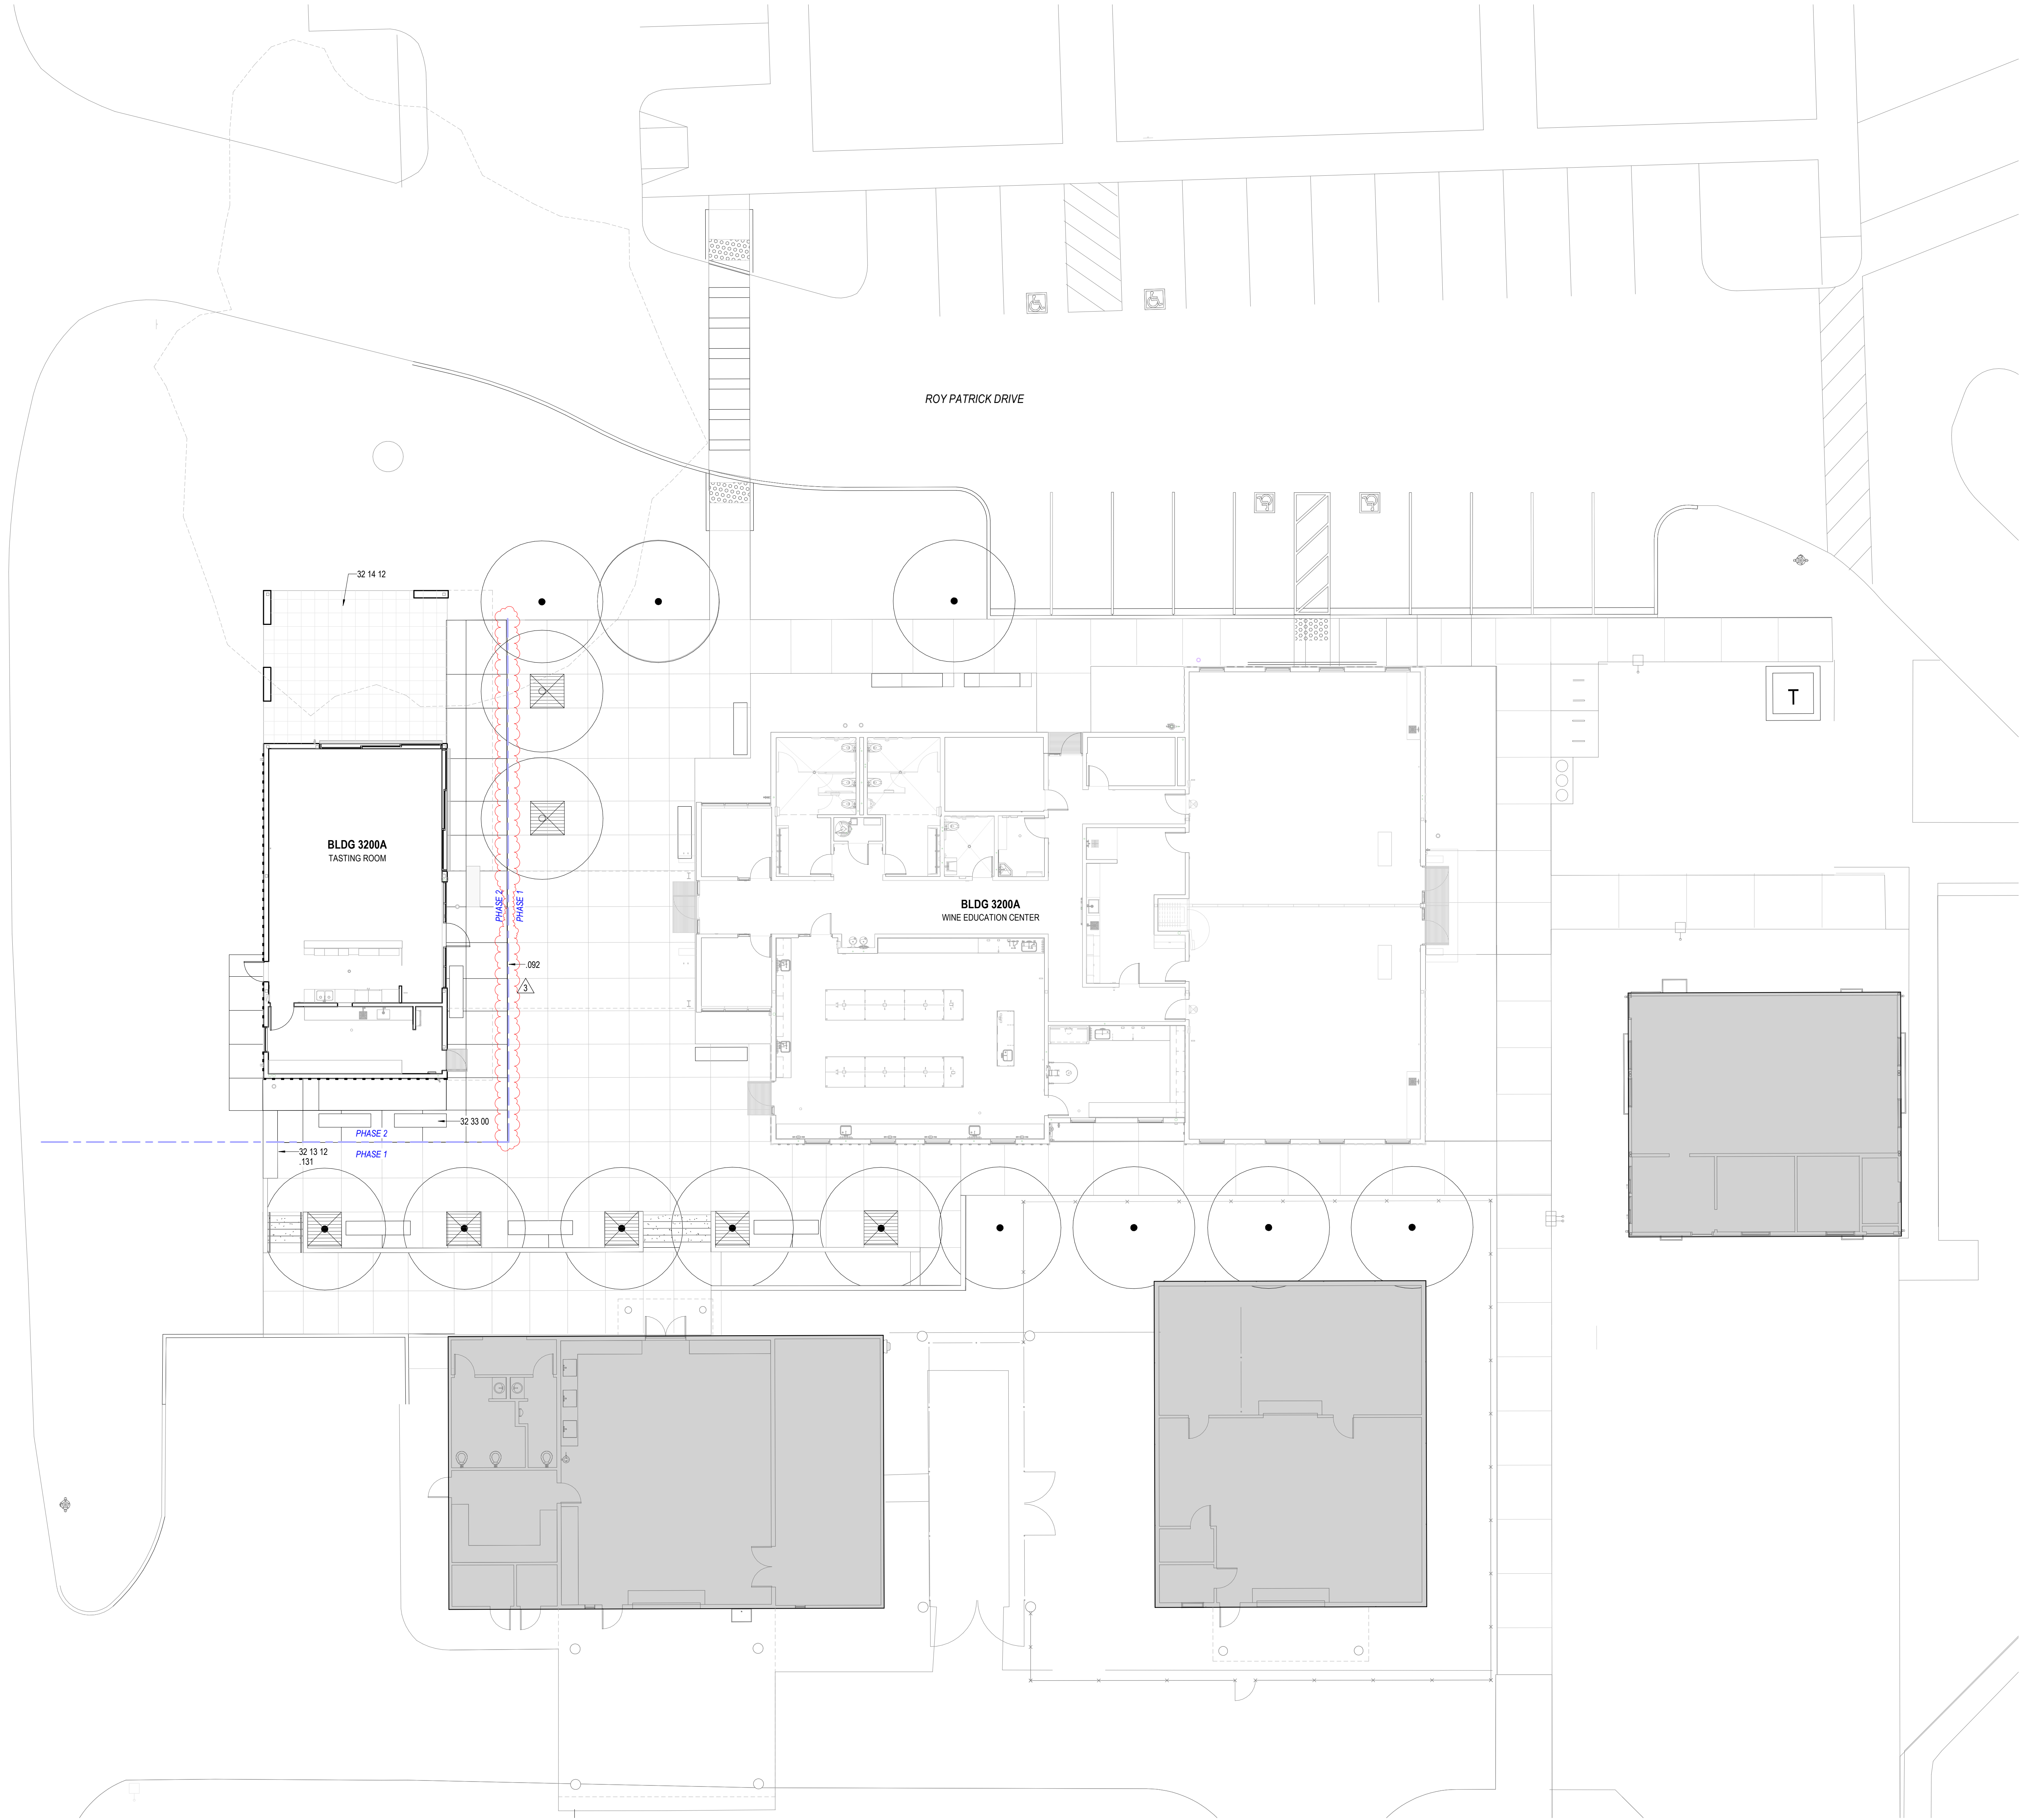 ROY PATRICK DRIVE
32 14 12
T
BLDG 3200A
TASTING ROOM
PHASE 2
PHASE 1
BLDG 3200A
WINE EDUCATION CENTER
.092
3
32 33 00
PHASE 2
PHASE 1
32 13 12
.131